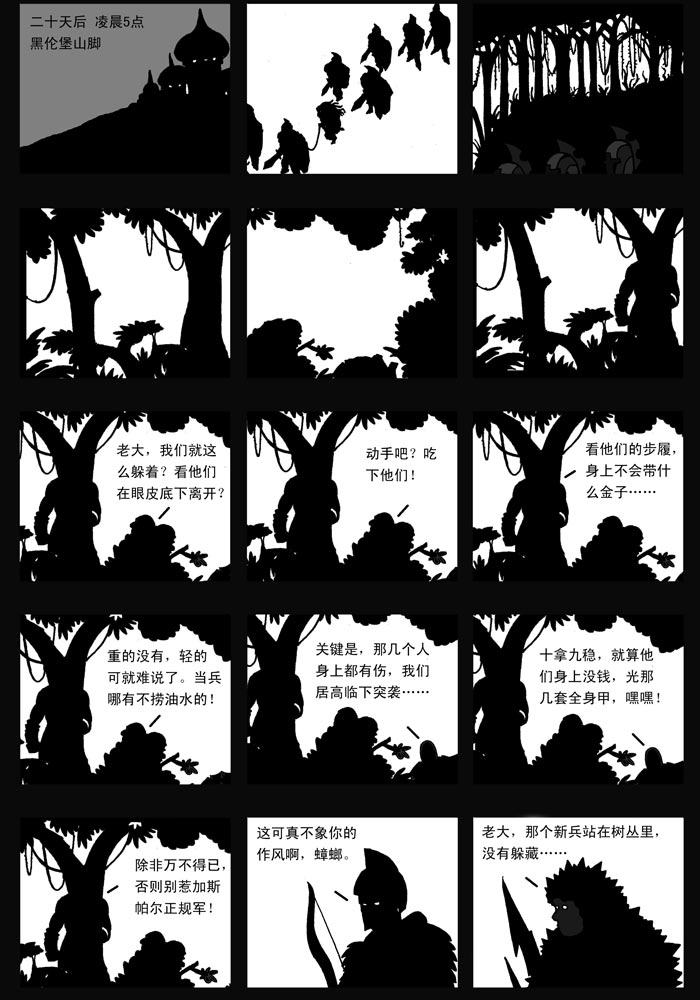 二十天后 凌晨5点
黑伦堡山脚
老大，我们就这
么躲着？看他们
在眼皮底下离开？
动手吧？吃
下他们！
看他们的步履，
身上不会带什
么金子……
重的没有，轻的
可就难说了。当兵
哪有不捞油水的！
关键是，那几个人
身上都有伤，我们
居高临下突袭……
十拿九稳，就算他
们身上没钱，光那
几套全身甲，嘿嘿！
除非万不得已，
否则别惹加斯
帕尔正规军！
这可真不象你的
作风啊，蟑螂。
老大，那个新兵站在树丛里，
没有躲藏……